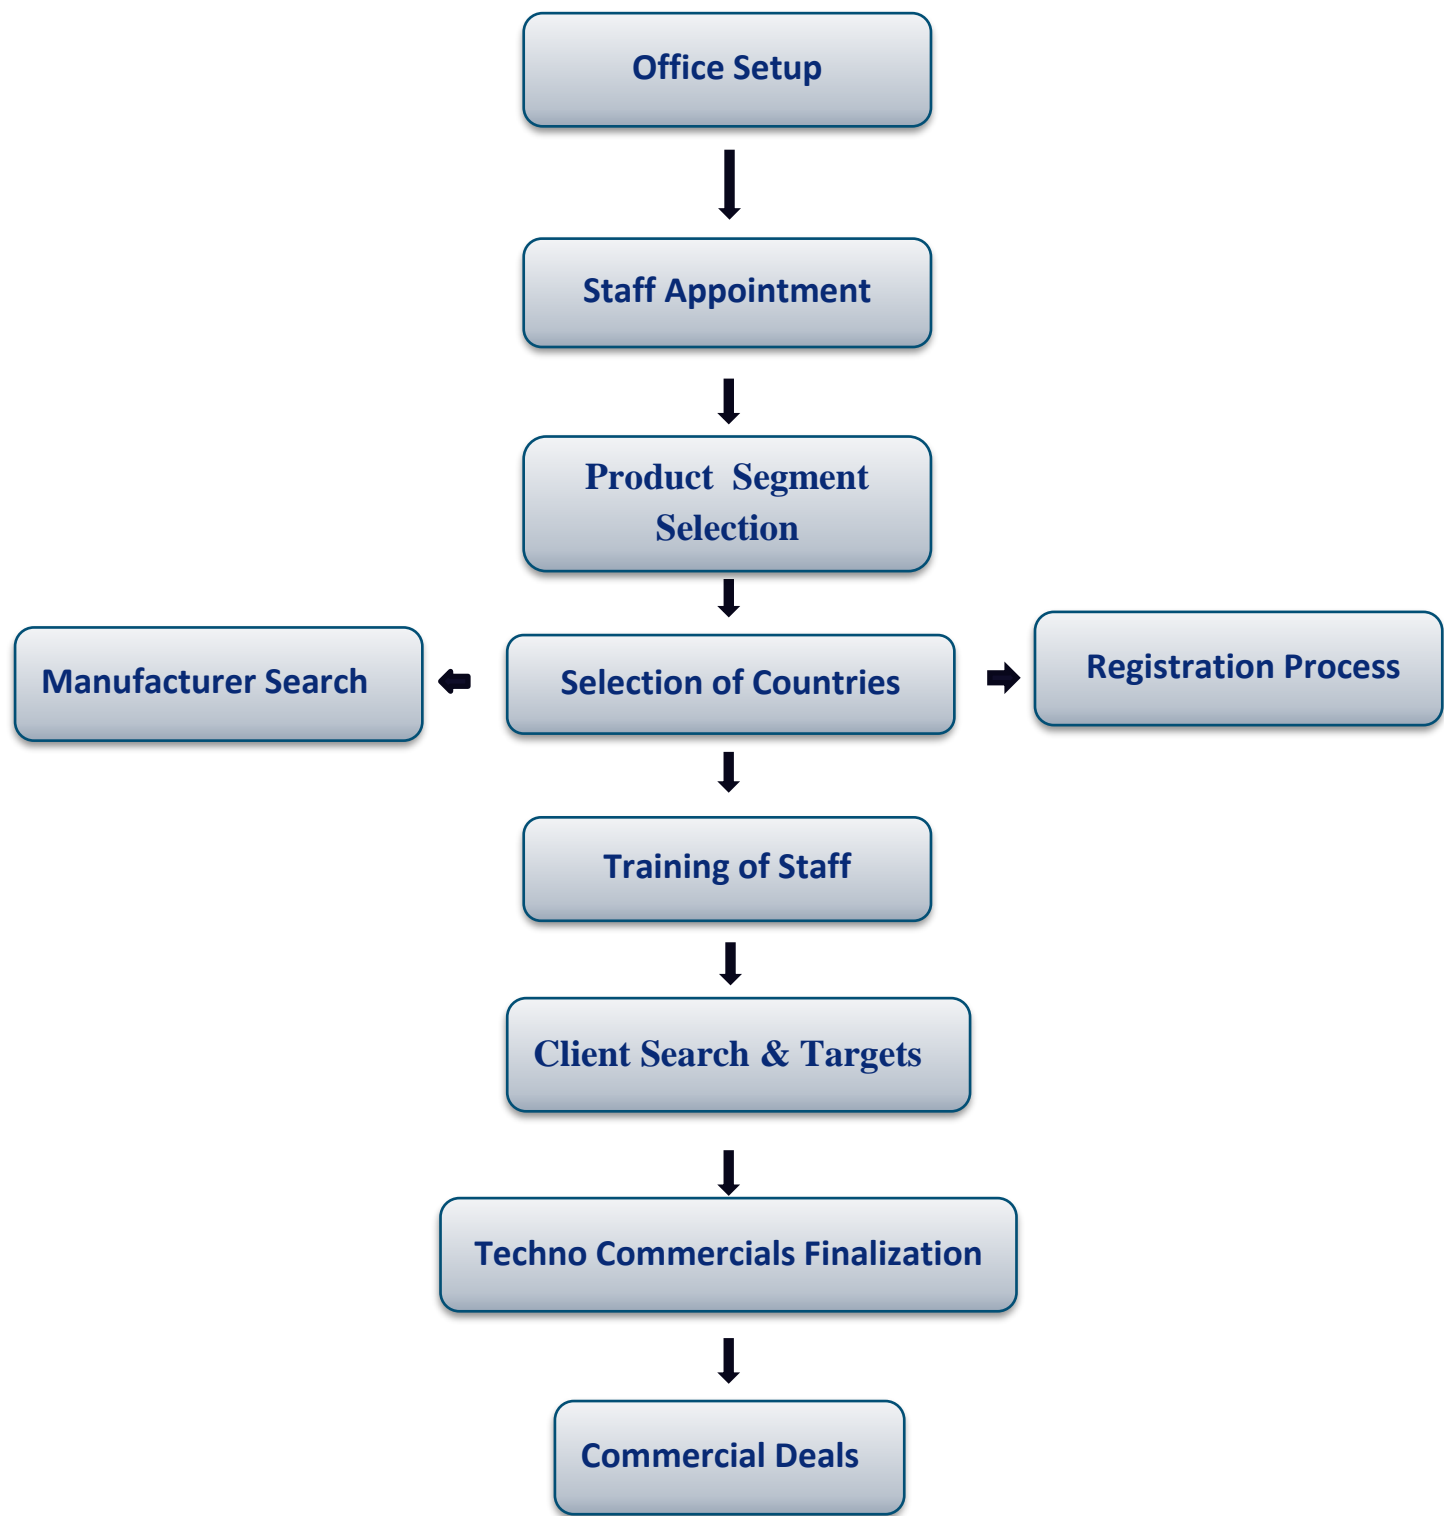 Office Setup
Staff Appointment
Product Segment
Selection
Manufacturer Search
Selection of Countries
Registration Process
Training of Staff
Client Search & Targets
Techno Commercials Finalization
Commercial Deals